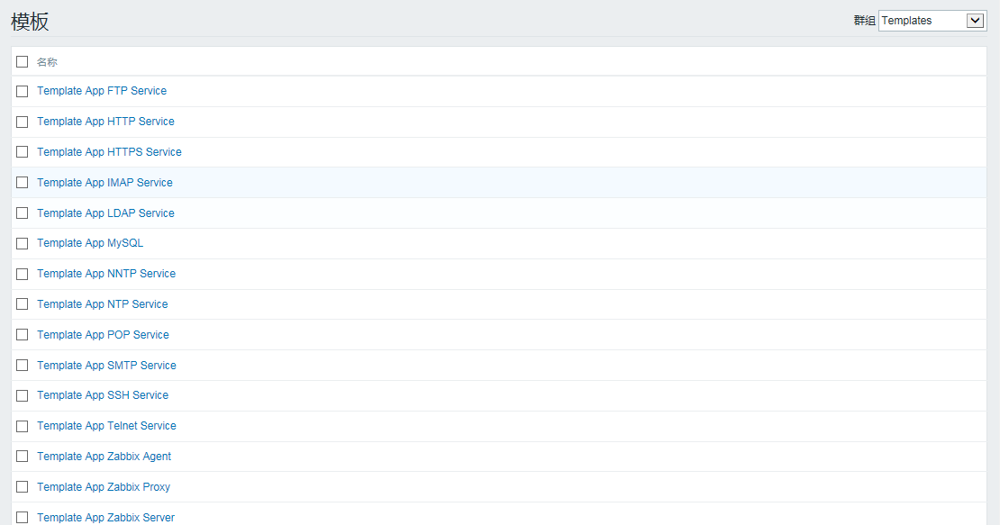 模板
群组 Templates
名称
Template App FTP Service
Template App HTTP Service
Template App HTTPS Service
Template App IMAP Service
Template App LDAP Service
Template App MySQL
Template App NNTP Service
Template App NTP Service
Template App POP Service
Template App SMTP Service
Template App SSH Service
Template App Telnet Service
Template App Zabbix Agent
Template App Zabbix Proxy
Template App Zabbix Server